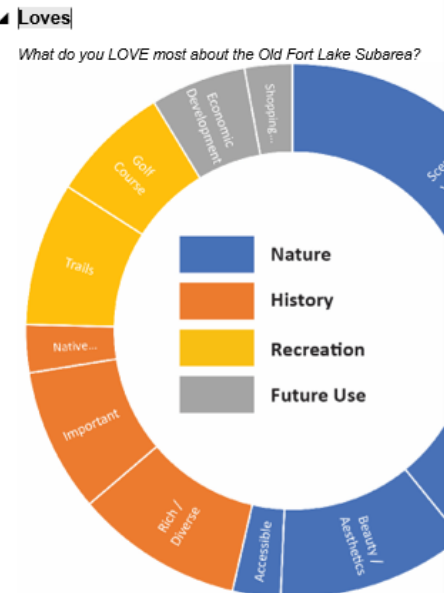 Loves
What do you LOVE most about the Old Fort Lake Subarea?
Shopping...
Economic
Development
Golf
Course
Trails
Native...
Important
Rich /
Diverse
Accessible
Beauty /
Aesthetics
Nature
History
Recreation
Future Use